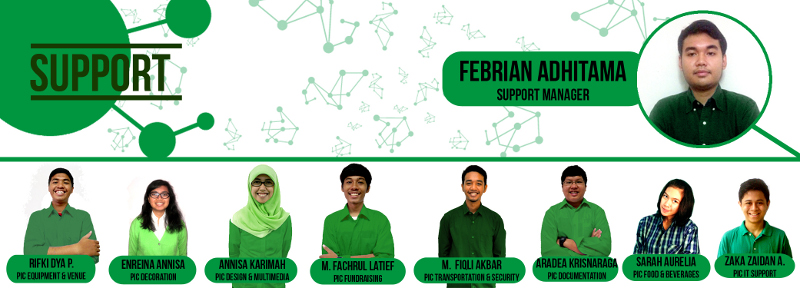 SUPPORT
FEBRIAN ADHITAMA
SUPPORT MANAGER
RIFKI DYA P.
PIC EQUIPMENT & VENUE
ENREINA ANNISA
PIC DECORATION
ANNISA KARIMAH
PIC DESIGN & MULTIMEDIA
M. FACHRUL LATIEF
PIC FUNDRAISING
M. FIQLI AKBAR
PIC TRANSPORTATION & SECURITY
ARADEA KRISNARAGA
PIC DOCUMENTATION
SARAH AURELIA
PIC FOOD & BEVERAGES
ZAKA ZAIDAN A.
PIC IT SUPPORT